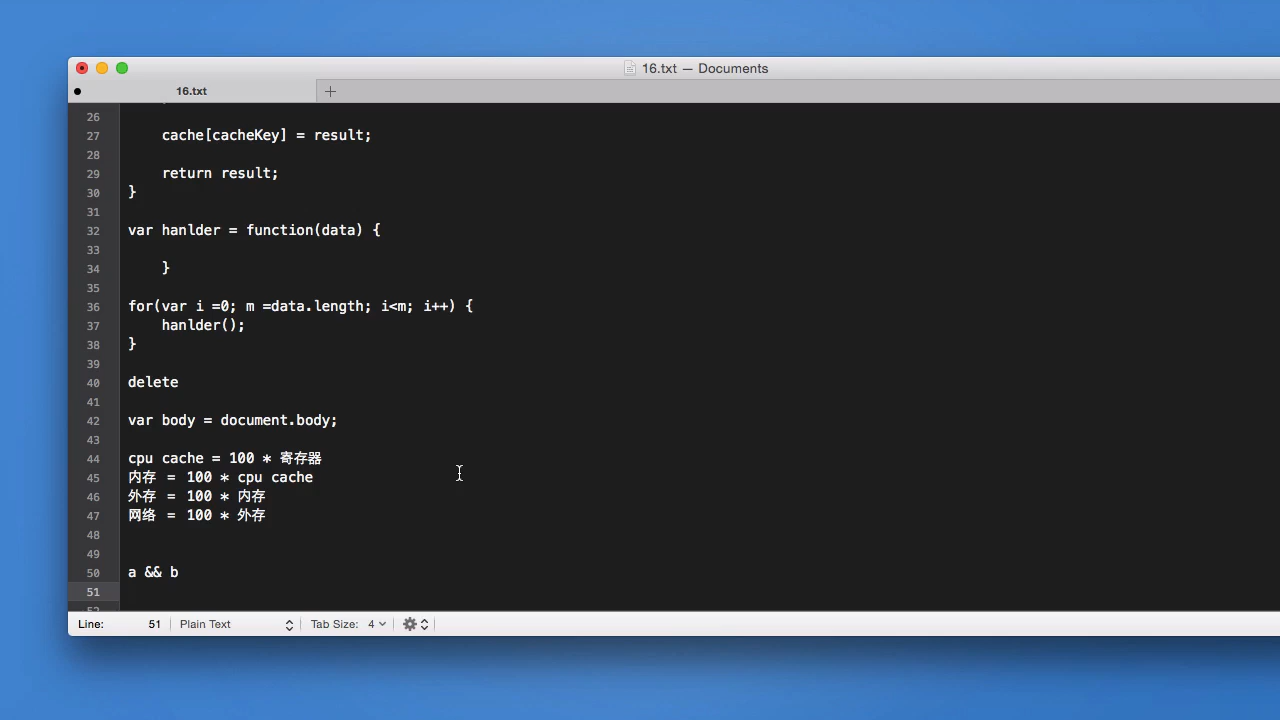 16.txt — Documents
16.txt
26
27 cache[cacheKey] = result;
28
29 return result;
30 }
31
32 var hanlder = function(data) {
33
34 }
35
36 for(var i =0; m =data.length; i<m; i++) {
37 hanlder();
38 }
39
40 delete
41
42 var body = document.body;
43
44 cpu cache = 100 * 寄存器
45 内存 = 100 * cpu cache
46 外存 = 100 * 内存
47 网络 = 100 * 外存
48
49
50 a && b
51
52
Line: 51 Plain Text Tab Size: 4